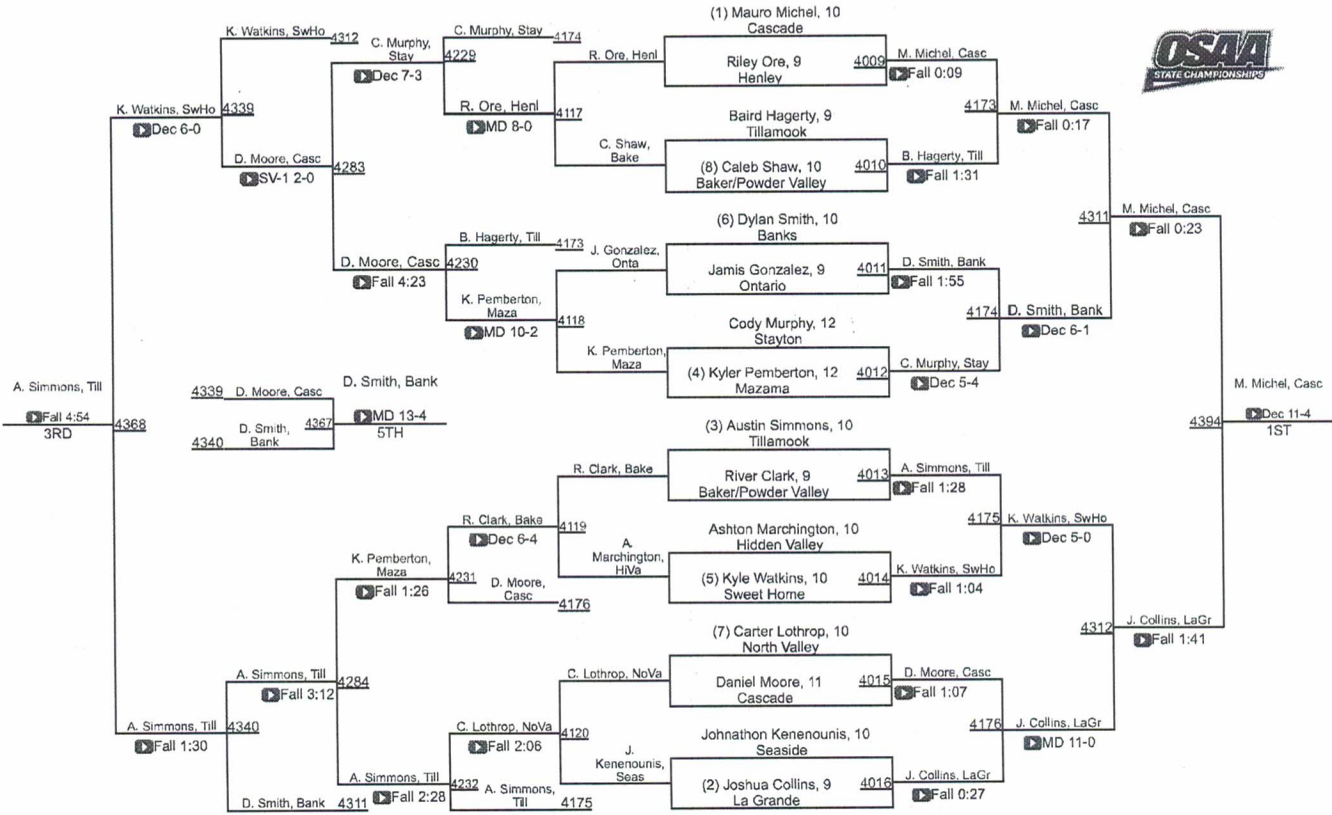 OSAA
STATE CHAMPIONSHIPS
(1) Mauro Michel, 10
Cascade
Riley Ore, 9
Henley
4009
Baird Hagerty, 9
Tillamook
(8) Caleb Shaw, 10
Baker/Powder Valley
4010
(6) Dylan Smith, 10
Banks
Jamis Gonzalez, 9
Ontario
4011
Cody Murphy, 12
Stayton
(4) Kyler Pemberton, 12
Mazama
4012
(3) Austin Simmons, 10
Tillamook
River Clark, 9
Baker/Powder Valley
4013
Ashton Marchington, 10
Hidden Valley
(5) Kyle Watkins, 10
Sweet Home
4014
(7) Carter Lothrop, 10
North Valley
Daniel Moore, 11
Cascade
4015
Johnathon Kenenounis, 10
Seaside
(2) Joshua Collins, 9
La Grande
4016
M. Michel, Casc
Fall 0:09
B. Hagerty, Till
Fall 1:31
D. Smith, Bank
Fall 1:55
C. Murphy, Stay
Dec 5-4
A. Simmons, Till
Fall 1:28
K. Watkins, SwHo
Fall 1:04
D. Moore, Casc
Fall 1:07
J. Collins, LaGr
Fall 0:27
4173
M. Michel, Casc
Fall 0:17
4174
D. Smith, Bank
Dec 6-1
4175
K. Watkins, SwHo
Dec 5-0
4176
J. Collins, LaGr
MD 11-0
4311
M. Michel, Casc
Fall 0:23
4312
J. Collins, LaGr
Fall 1:41
4394
M. Michel, Casc
Dec 11-4
1ST
R. Ore, Henl
C. Shaw,
Bake
4117
J. Gonzalez,
Onta
K. Pemberton,
Maza
4118
R. Clark, Bake
A.
Marchington,
HiVa
4119
C. Lothrop, NoVa
J.
Kenenounis,
Seas
4120
C. Murphy, Stay
4174
R. Ore, Henl
MD 8-0
4229
B. Hagerty, Till
4173
K. Pemberton,
Maza
MD 10-2
4230
R. Clark, Bake
Dec 6-4
D. Moore,
Casc
4176
4231
C. Lothrop, NoVa
Fall 2:06
A. Simmons,
Till
4175
4232
C. Murphy,
Stay
Dec 7-3
D. Moore, Casc
Fall 4:23
4283
K. Pemberton,
Maza
Fall 1:26
A. Simmons, Till
Fall 2:28
4284
K. Watkins, SwHo
4312
D. Moore, Casc
SV-1 2-0
4339
A. Simmons, Till
Fall 3:12
D. Smith, Bank
4311
4340
K. Watkins, SwHo
Dec 6-0
A. Simmons, Till
Fall 1:30
4368
A. Simmons, Till
Fall 4:54
3RD
4339
D. Moore, Casc
4340
D. Smith,
Bank
4367
D. Smith, Bank
MD 13-4
5TH